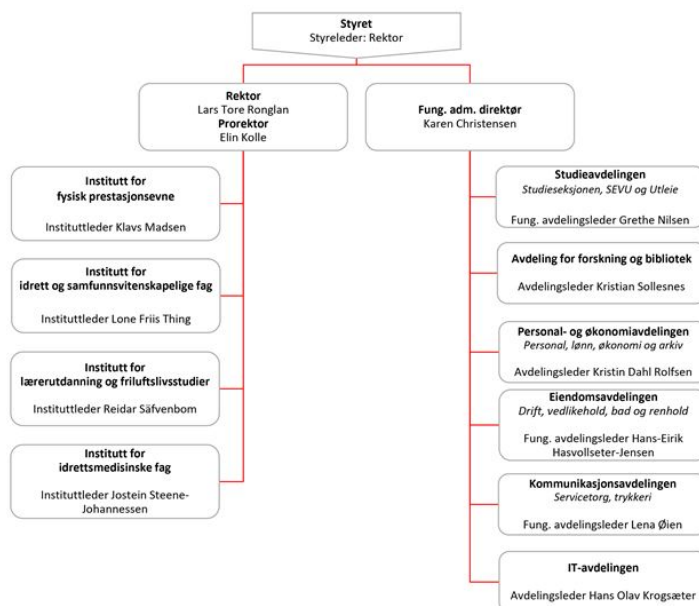 Styret
Styreleder: Rektor
Rektor
Lars Tore Ronglan
Prorektor
Elin Kolle
Fung. adm. direktør
Karen Christensen
Institutt for
fysisk prestasjonsevne
Instituttleder Klavs Madsen
Institutt for
idrett og samfunnsvitenskapelige fag
Instituttleder Lone Friis Thing
Institutt for
lærerutdanning og friluftslivsstudier
Instituttleder Reidar Säfvenbom
Institutt for
idrettsmedisinske fag
Instituttleder Jostein Steene-
Johannessen
Studieavdelingen
Studieseksjonen, SEVU og Utleie
Fung. avdelingsleder Grethe Nilsen
Avdeling for forskning og bibliotek
Avdelingsleder Kristian Sollesnes
Personal- og økonomiavdelingen
Personal, lønn, økonomi og arkiv
Avdelingsleder Kristin Dahl Rolfsen
Eiendomsavdelingen
Drift, vedlikehold, bad og renhold
Fung. avdelingsleder Hans-Eirik
Hasvollseter-Jensen
Kommunikasjonsavdelingen
Servicetorg, trykkeri
Fung. avdelingsleder Lena Øien
IT-avdelingen
Avdelingsleder Hans Olav Krogsæter